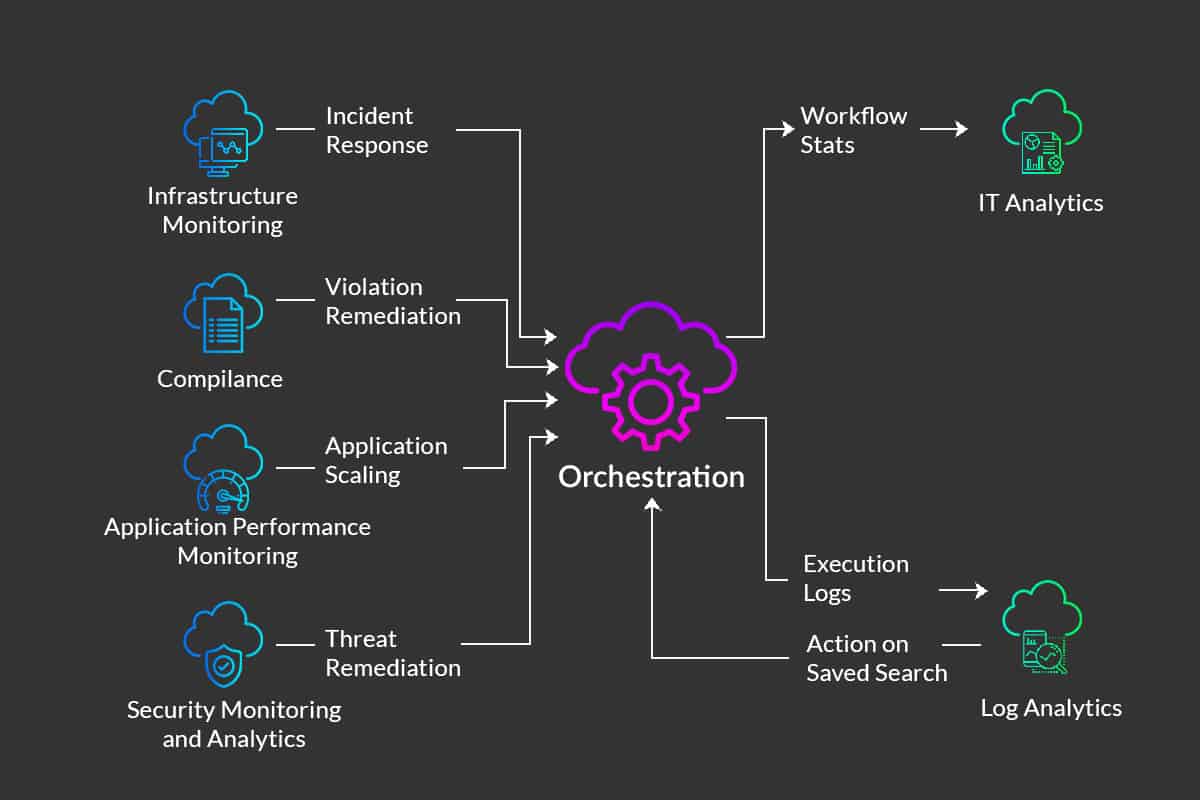 Incident
Response
Infrastructure
Monitoring
Violation
Remediation
Compilance
Application
Scaling
Application Performance
Monitoring
Threat
Remediation
Security Monitoring
and Analytics
Orchestration
Workflow
Stats
IT Analytics
Execution
Logs
Action on
Saved Search
Log Analytics